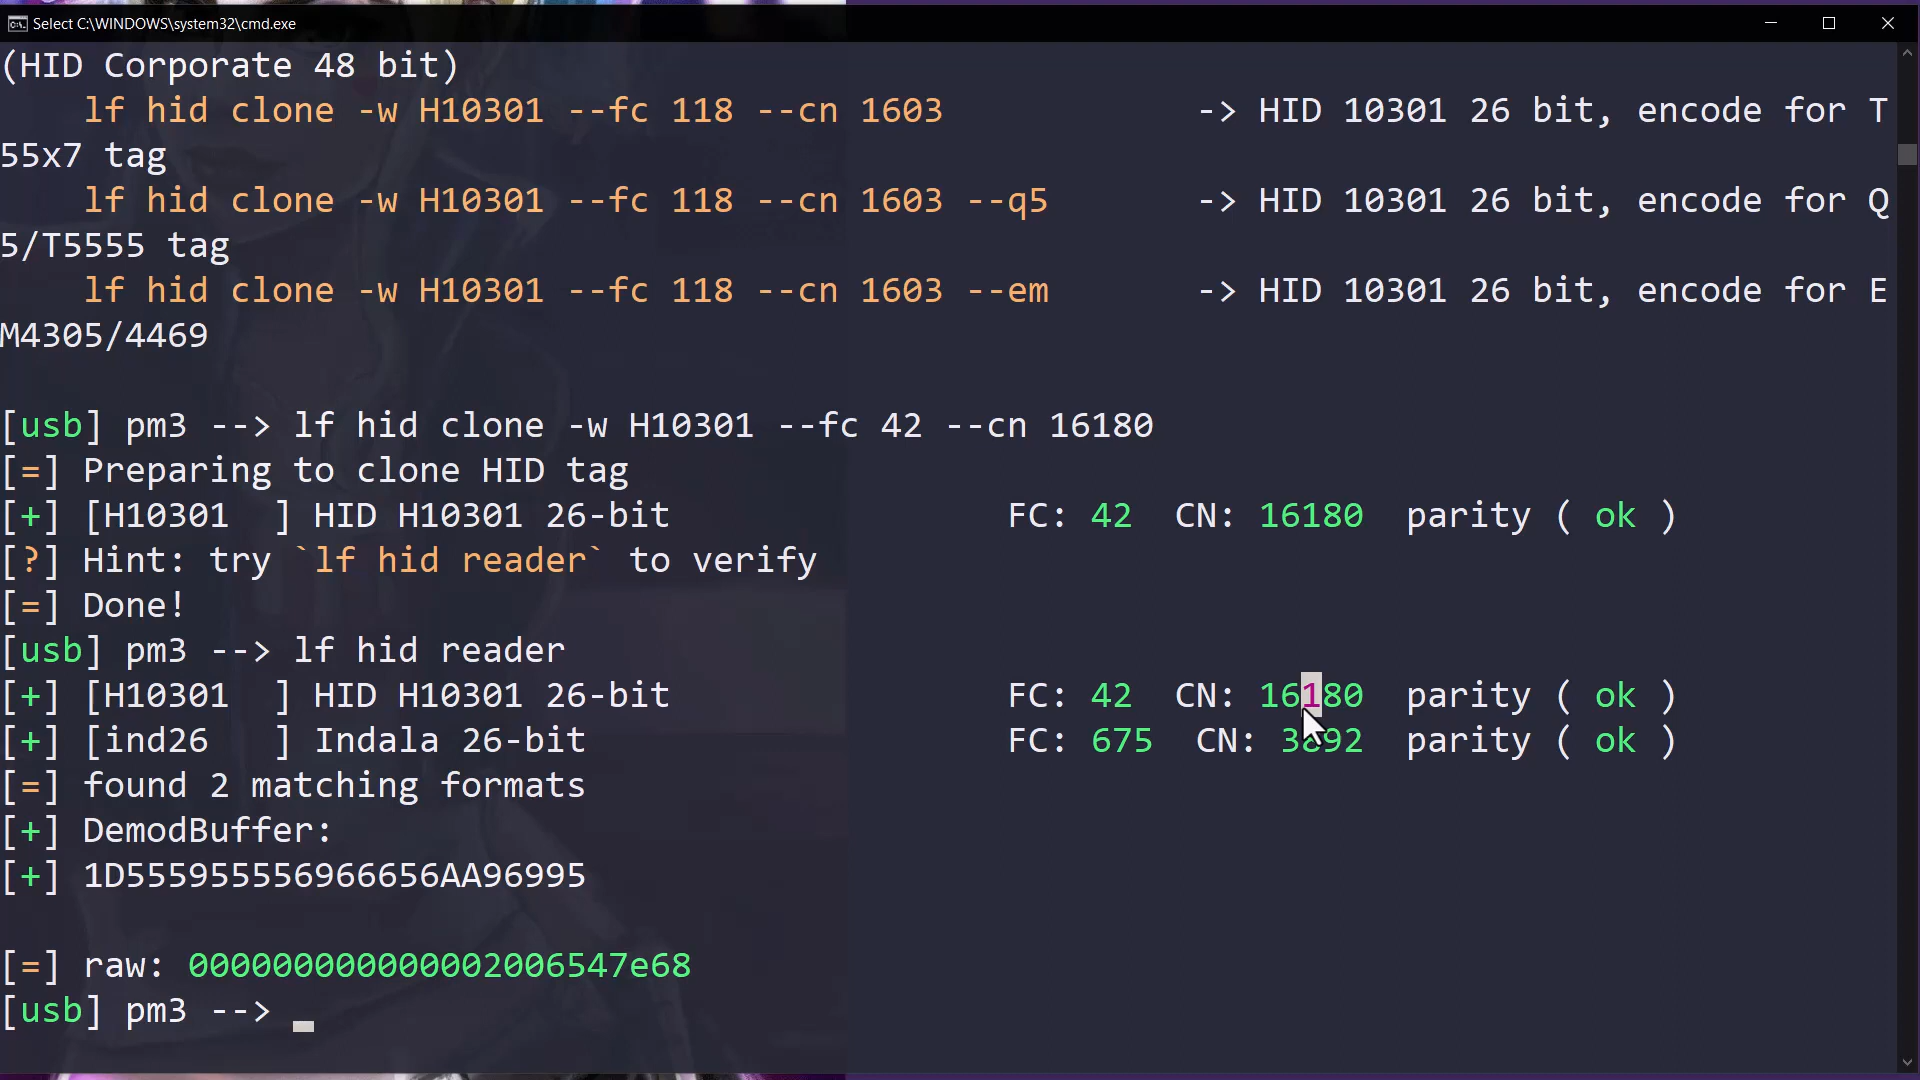 Select C:\WINDOWS\system32\cmd.exe
(HID Corporate 48 bit)
lf hid clone -w H10301 --fc 118 --cn 1603 -> HID 10301 26 bit, encode for T
55x7 tag
lf hid clone -w H10301 --fc 118 --cn 1603 --q5 -> HID 10301 26 bit, encode for Q
5/T5555 tag
lf hid clone -w H10301 --fc 118 --cn 1603 --em -> HID 10301 26 bit, encode for E
M4305/4469
[usb] pm3 --> lf hid clone -w H10301 --fc 42 --cn 16180
[=] Preparing to clone HID tag
[+] [H10301  ] HID H10301 26-bit FC: 42 CN: 16180 parity ( ok )
[?] Hint: try `lf hid reader` to verify
[=] Done!
[usb] pm3 --> lf hid reader
[+] [H10301  ] HID H10301 26-bit FC: 42 CN: 16180 parity ( ok )
[+] [ind26   ] Indala 26-bit FC: 675 CN: 3892 parity ( ok )
[=] found 2 matching formats
[+] DemodBuffer:
[+] 1D555955556966656AA96995
[=] raw: 000000000000002006547e68
[usb] pm3 -->